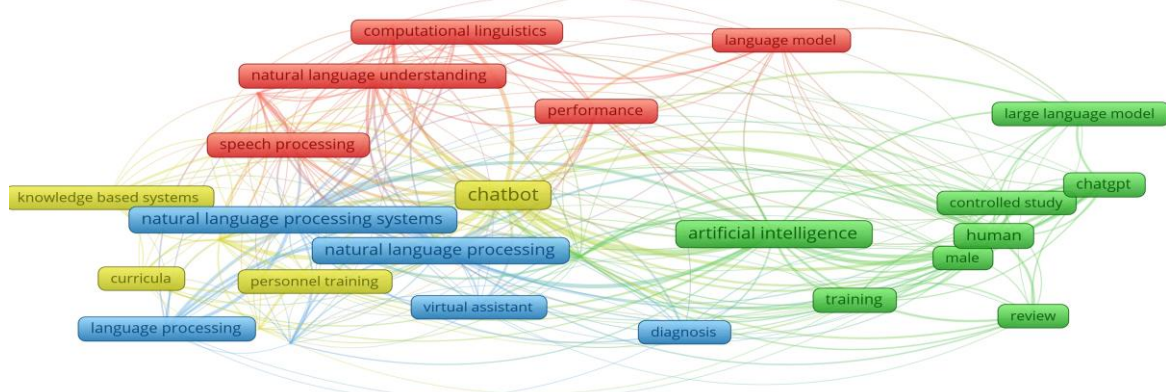 computational linguistics
language model
natural language understanding
performance
large language model
speech processing
chatgpt
knowledge based systems
chatbot
controlled study
natural language processing systems
artificial intelligence
human
natural language processing
male
curricula
personnel training
training
virtual assistant
review
language processing
diagnosis